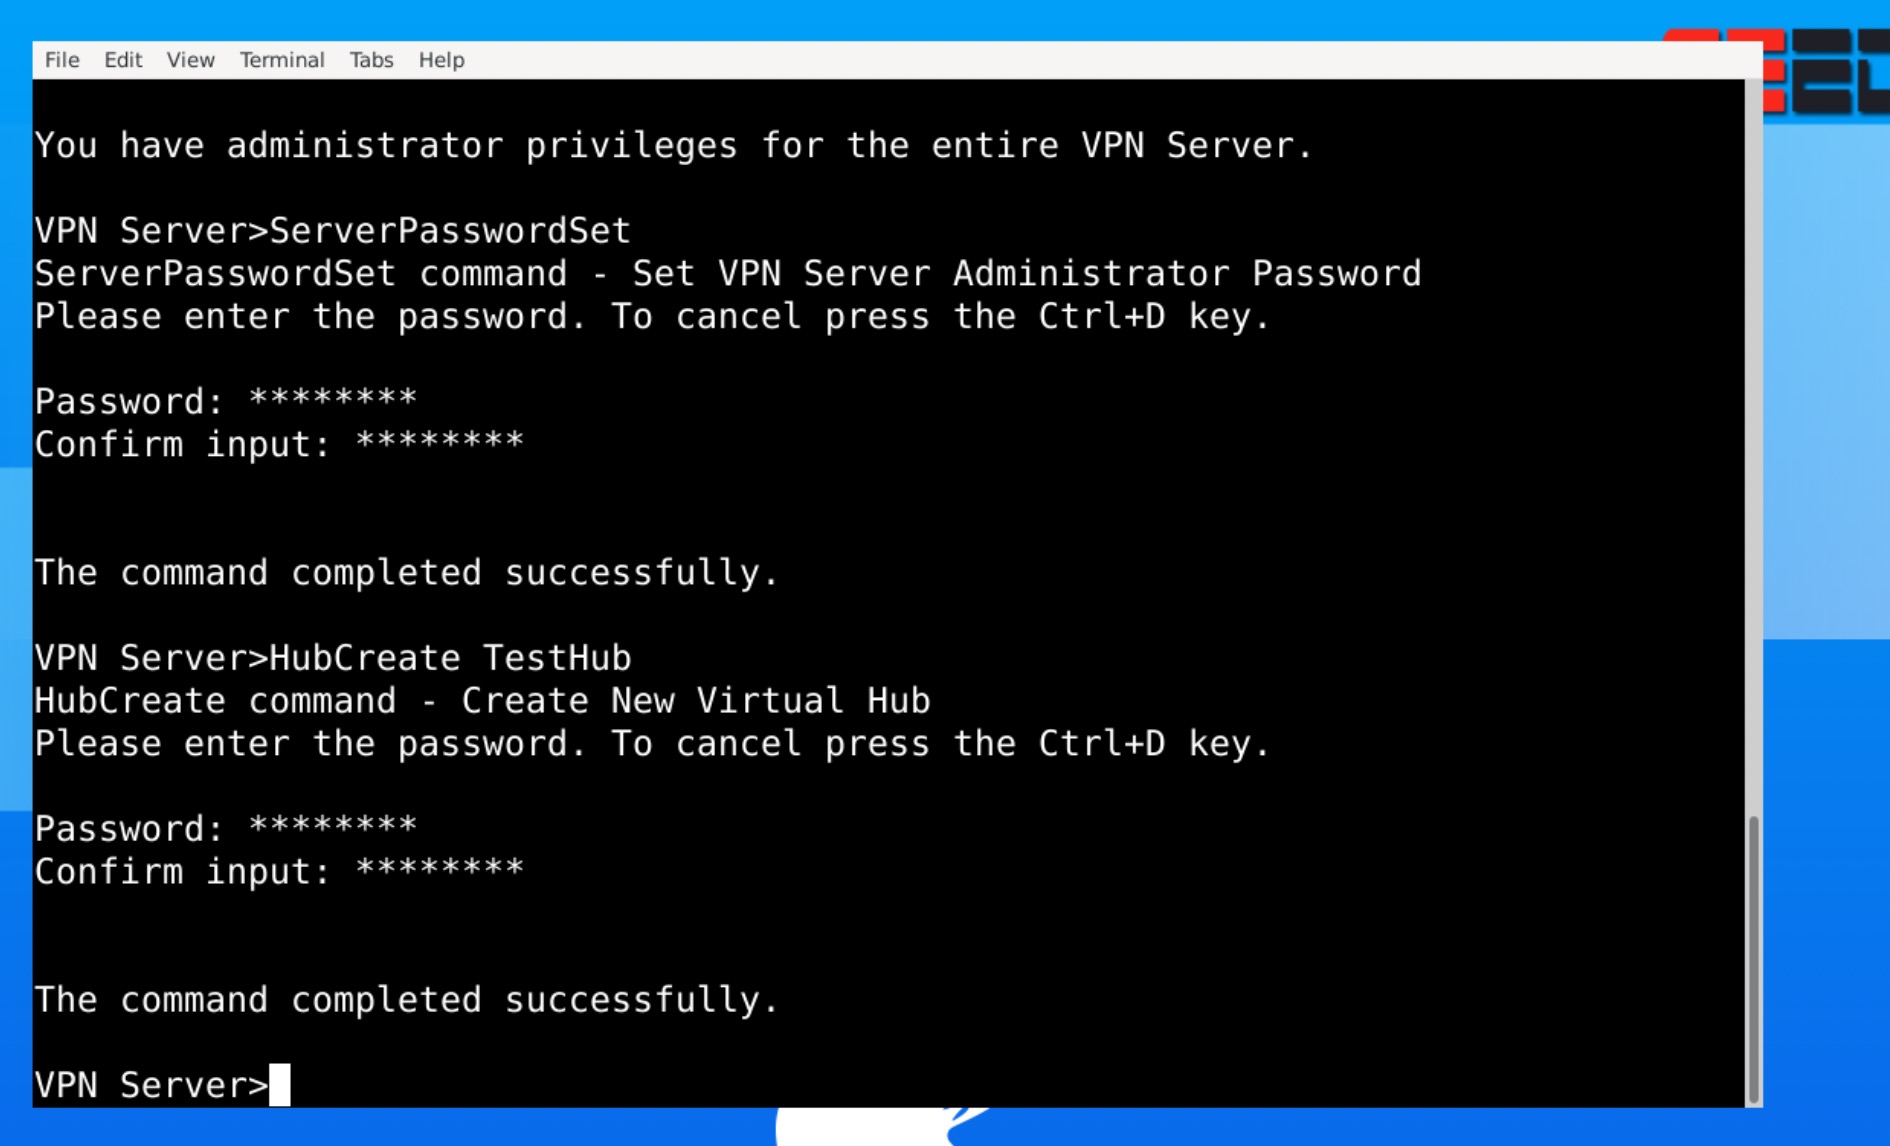 File Edit View Terminal Tabs Help
You have administrator privileges for the entire VPN Server.
VPN Server>ServerPasswordSet
ServerPasswordSet command - Set VPN Server Administrator Password
Please enter the password. To cancel press the Ctrl+D key.
Password: ********
Confirm input: ********
The command completed successfully.
VPN Server>HubCreate TestHub
HubCreate command - Create New Virtual Hub
Please enter the password. To cancel press the Ctrl+D key.
Password: ********
Confirm input: ********
The command completed successfully.
VPN Server>